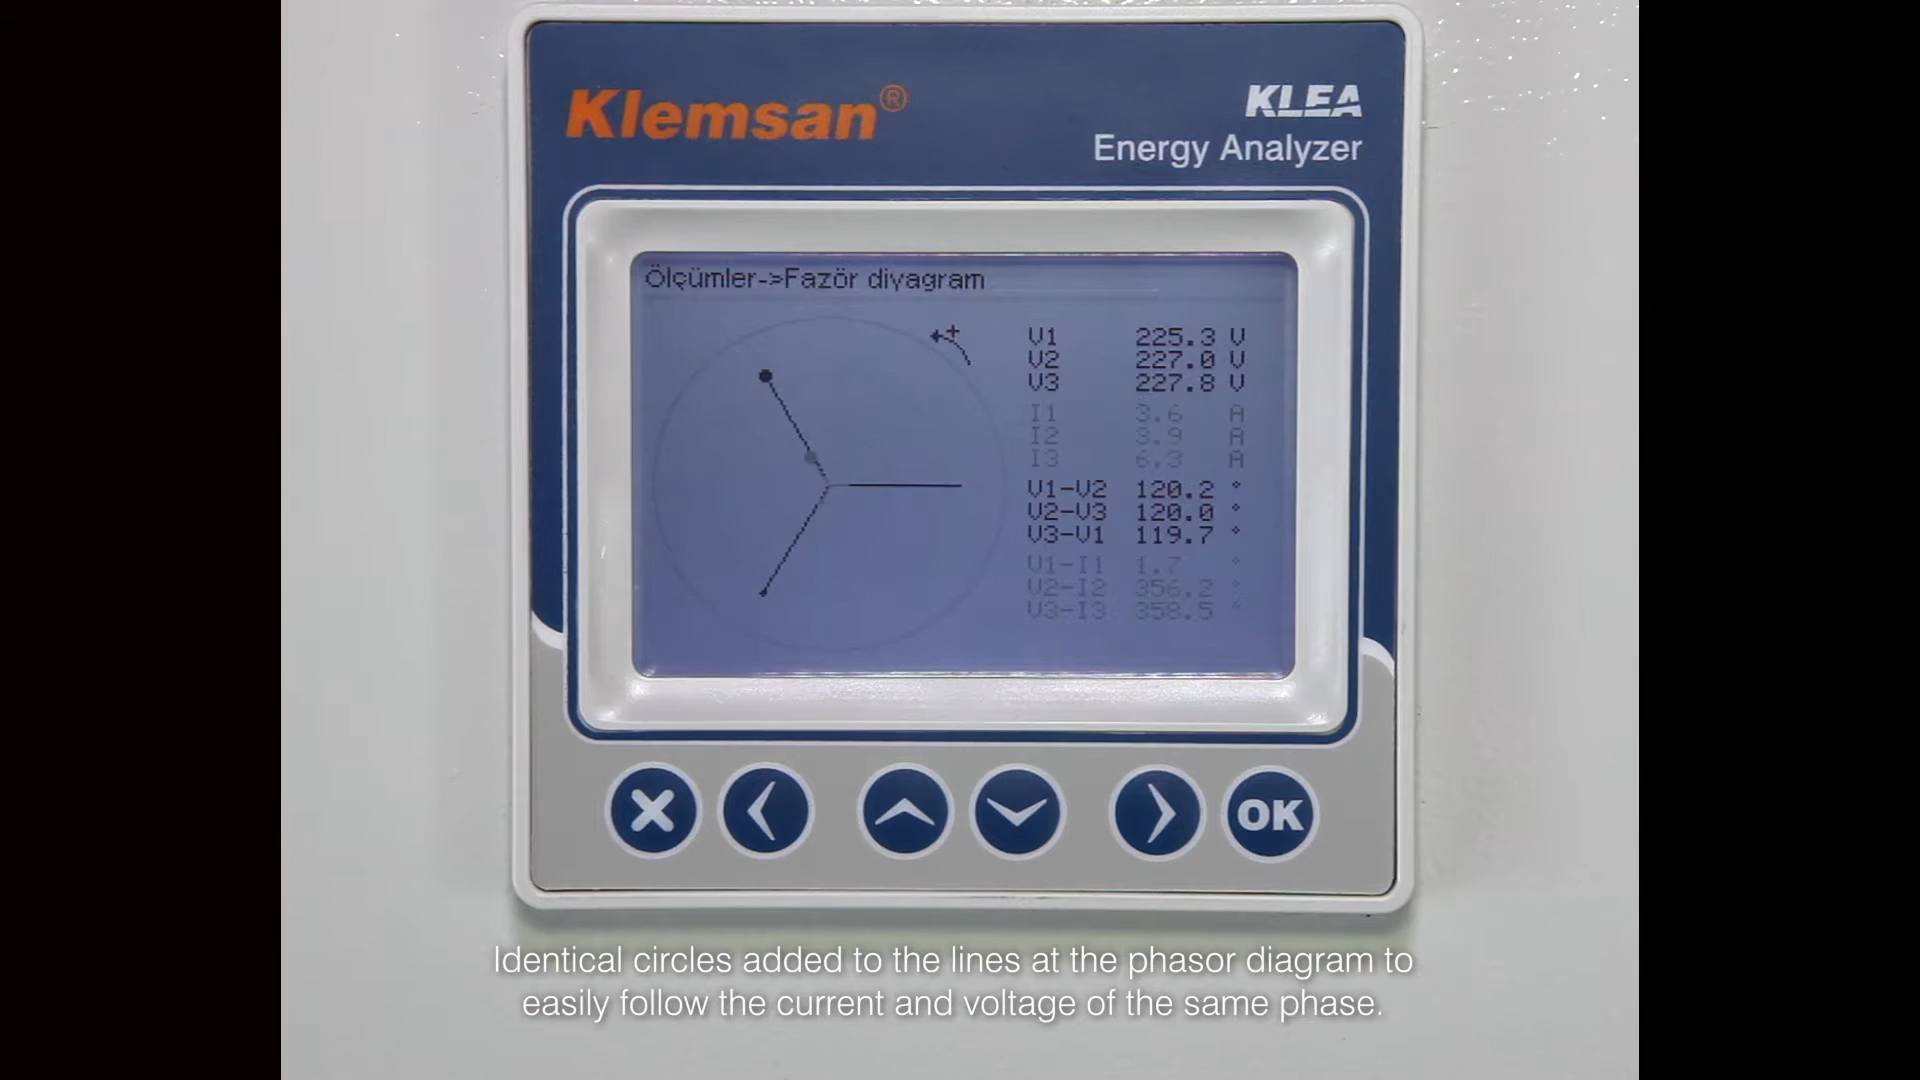 Klemsan®
KLEA
Energy Analyzer
Ölçümler->Fazör diyagram
V1 225.3 V
V2 227.0 V
V3 227.8 V
I1 3.6 A
I2 3.9 A
I3 6.3 A
V1-V2 120.2 °
V2-V3 120.0 °
V3-V1 119.7 °
V1-I1 1.7 °
V2-I2 356.2 °
V3-I3 358.5 °
+
OK
Identical circles added to the lines at the phasor diagram to
easily follow the current and voltage of the same phase.